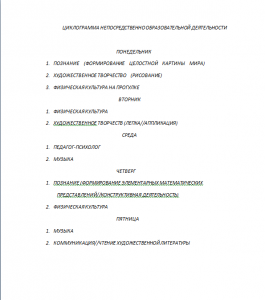 ЦИКЛОГРАММА НЕПОСРЕДСТВЕННО ОБРАЗОВАТЕЛЬНОЙ ДЕЯТЕЛЬНОСТИ
ПОНЕДЕЛЬНИК
1. ПОЗНАНИЕ (ФОРМИРОВАНИЕ ЦЕЛОСТНОЙ КАРТИНЫ МИРА)
2. ХУДОЖЕСТВЕННОЕ ТВОРЧЕСТВО (РИСОВАНИЕ)
3. ФИЗИЧЕСКАЯ КУЛЬТУРА НА ПРОГУЛКЕ
ВТОРНИК
1. ФИЗИЧЕСКАЯ КУЛЬТУРА
2. ХУДОЖЕСТВЕННОЕ ТВОРЧЕСТВ (ЛЕПКА/АППЛИКАЦИЯ)
СРЕДА
1. ПЕДАГОГ-ПСИХОЛОГ
2. МУЗЫКА
ЧЕТВЕРГ
1. ПОЗНАНИЕ (ФОРМИРОВАНИЕ ЭЛЕМЕНТАРНЫХ МАТЕМАТИЧЕСКИХ
ПРЕДСТАВЛЕНИЙ/КОНСТРУКТИВНАЯ ДЕЯТЕЛЬНОСТЬ)
2. ФИЗИЧЕСКАЯ КУЛЬТУРА
ПЯТНИЦА
1. МУЗЫКА
2. КОММУНИКАЦИЯ/ЧТЕНИЕ ХУДОЖЕСТВЕННОЙ ЛИТЕРАТУРЫ